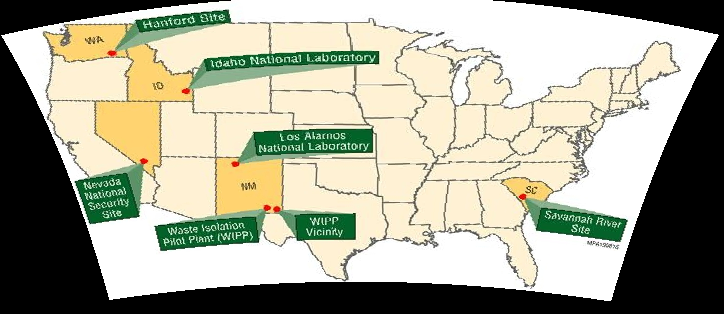 Hanford Site
WA
Idaho National Laboratory
ID
Los Alamos
National Laboratory
Nevada
National
Security
Site
NM
SC
Savannah River
Site
Waste Isolation
Pilot Plant (WIPP)
WIPP
Vicinity